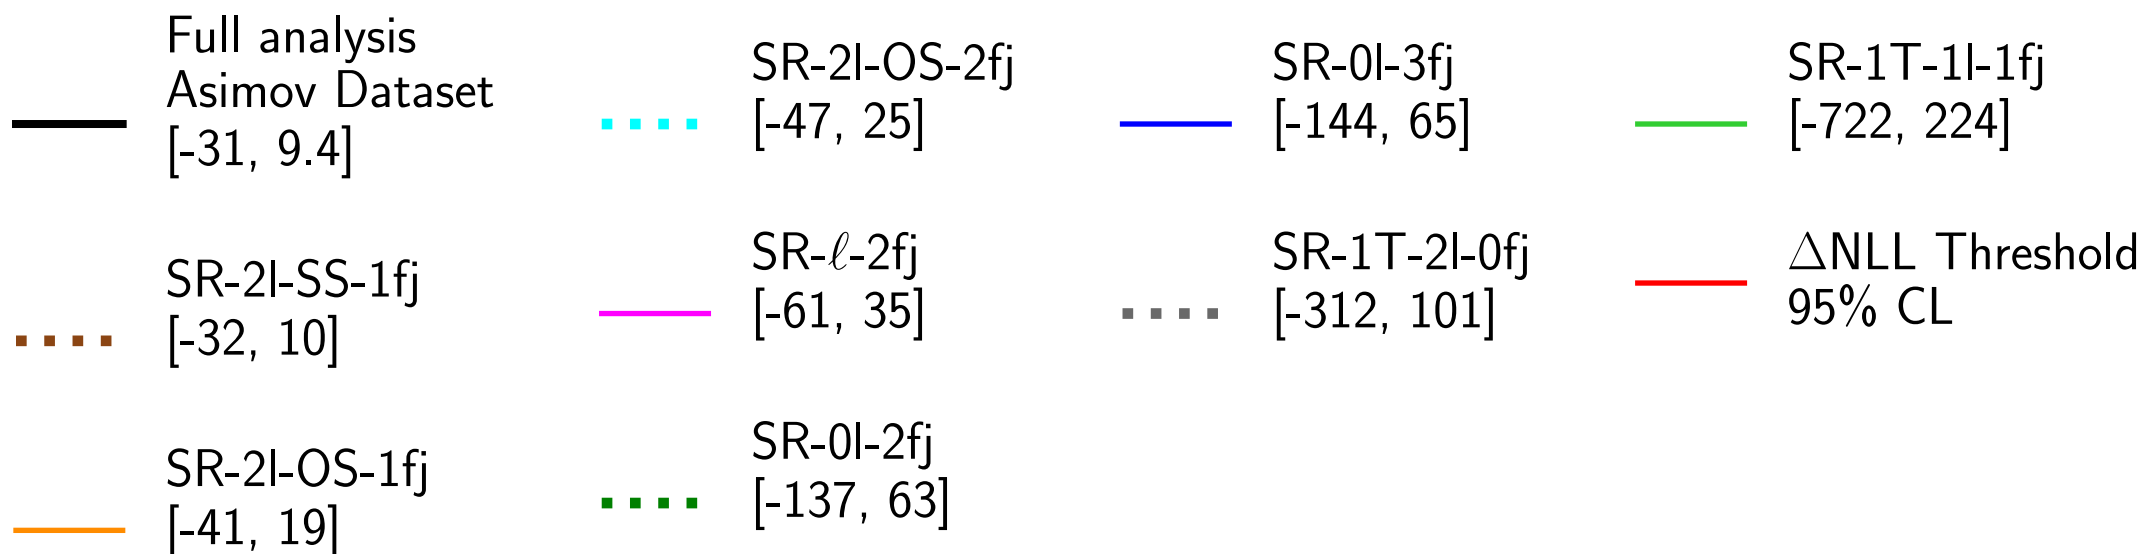 Full analysis
Asimov Dataset
[-31, 9.4]
SR-2l-SS-1fj
[-32, 10]
SR-2l-OS-1fj
[-41, 19]
SR-2l-OS-2fj
[-47, 25]
SR-ℓ-2fj
[-61, 35]
SR-0l-2fj
[-137, 63]
SR-0l-3fj
[-144, 65]
SR-1T-2l-0fj
[-312, 101]
SR-1T-1l-1fj
[-722, 224]
△NLL Threshold
95% CL